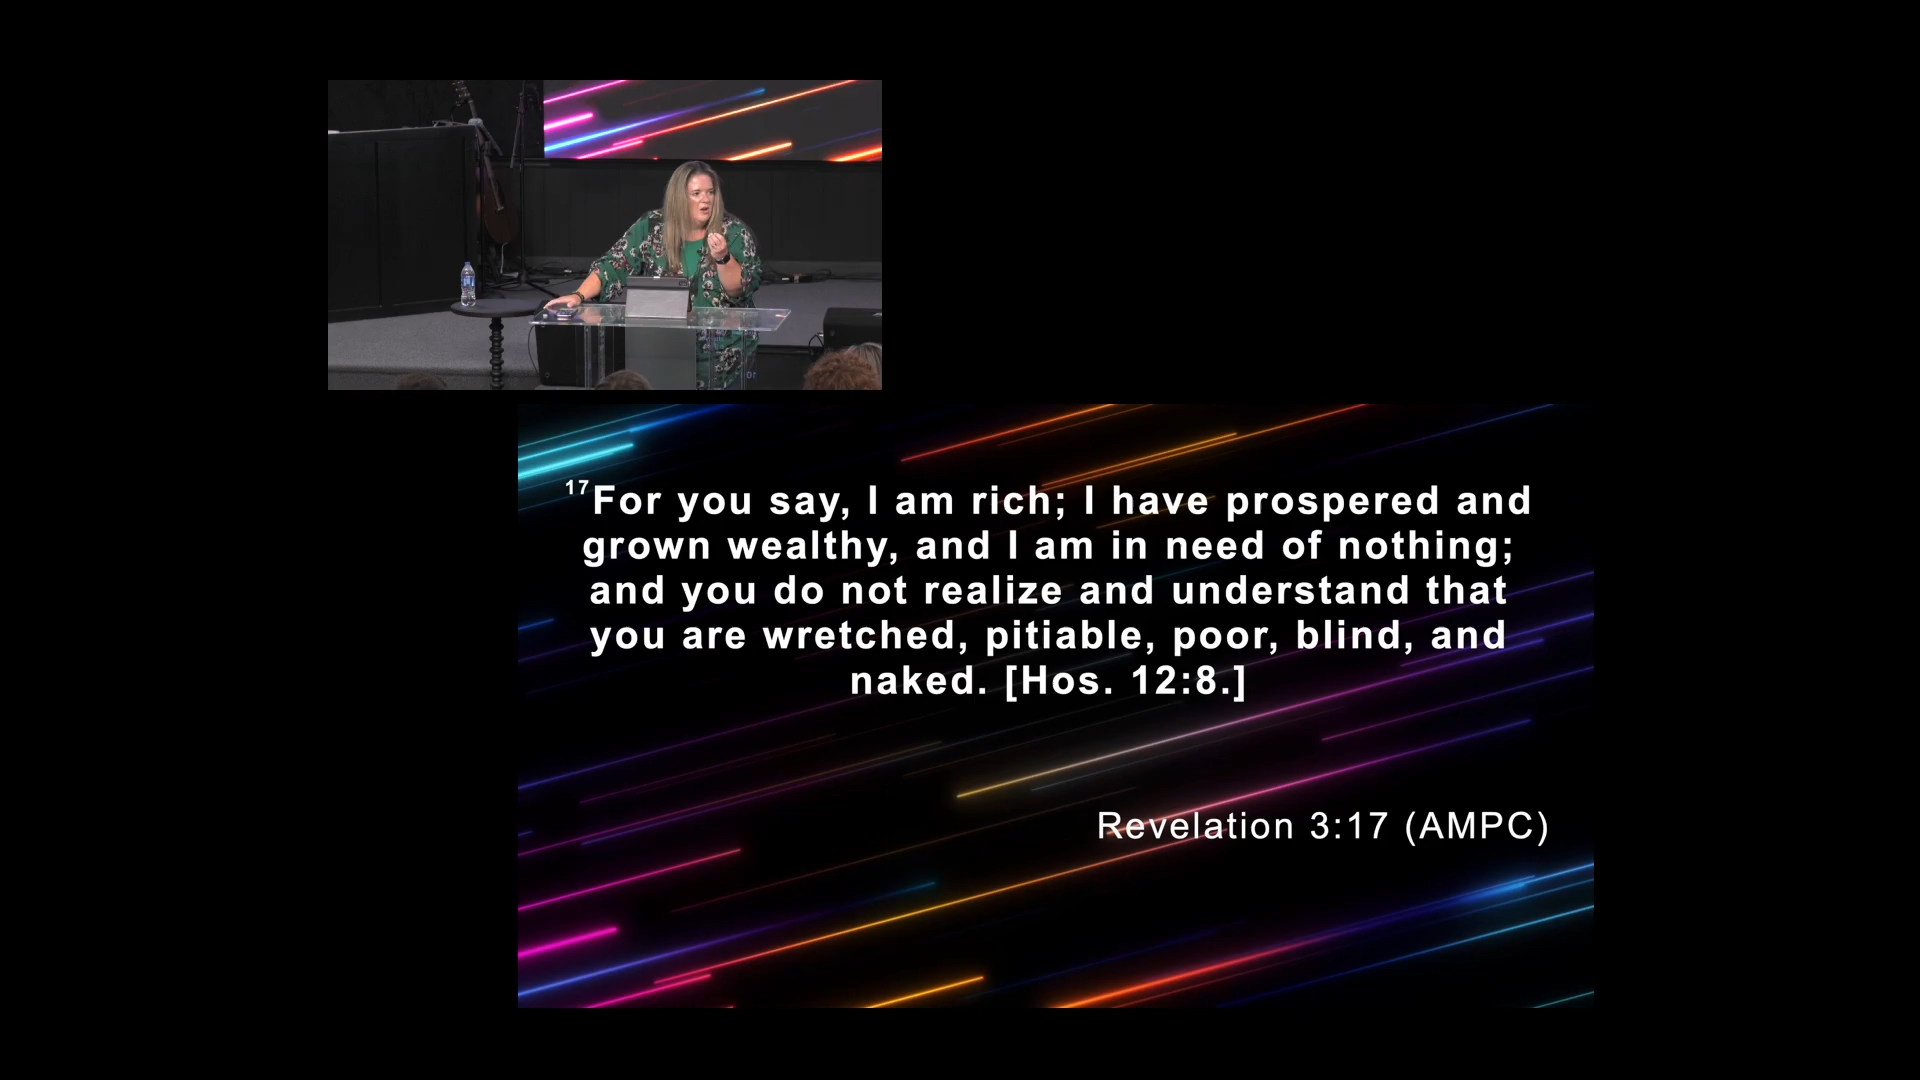 17For you say, I am rich; I have prospered and
grown wealthy, and I am in need of nothing;
and you do not realize and understand that
you are wretched, pitiable, poor, blind, and
naked. [Hos. 12:8.]
Revelation 3:17 (AMPC)